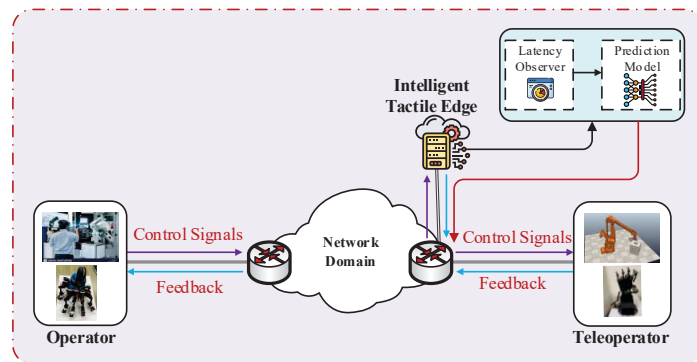 Latency
Observer
Prediction
Model
Intelligent
Tactile Edge
Control Signals
Feedback
Operator
Network
Domain
Control Signals
Feedback
Teleoperator